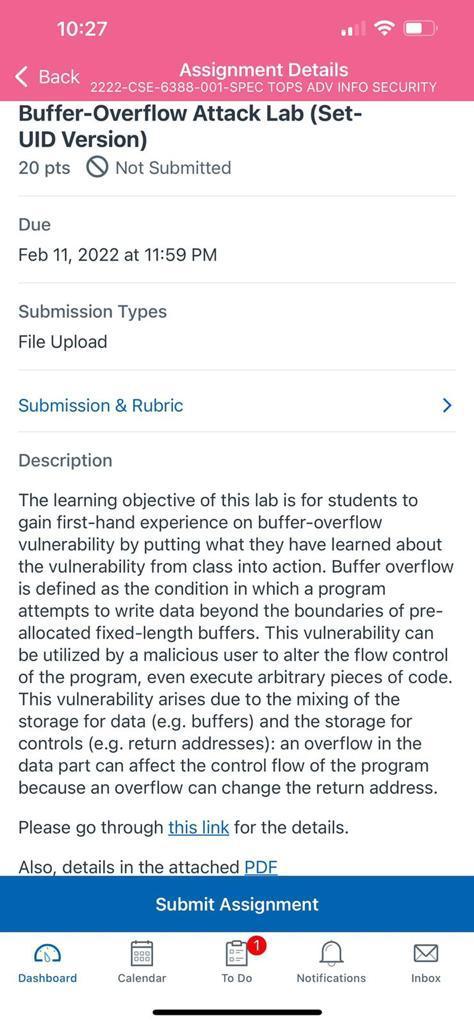 10:27
Back
Assignment Details
2222-CSE-6388-001-SPEC TOPS ADV INFO SECURITY
Buffer-Overflow Attack Lab (Set-
UID Version)
20 pts Not Submitted
Due
Feb 11, 2022 at 11:59 PM
Submission Types
File Upload
Submission & Rubric
Description
The learning objective of this lab is for students to
gain first-hand experience on buffer-overflow
vulnerability by putting what they have learned about
the vulnerability from class into action. Buffer overflow
is defined as the condition in which a program
attempts to write data beyond the boundaries of pre-
allocated fixed-length buffers. This vulnerability can
be utilized by a malicious user to alter the flow control
of the program, even execute arbitrary pieces of code.
This vulnerability arises due to the mixing of the
storage for data (e.g. buffers) and the storage for
controls (e.g. return addresses): an overflow in the
data part can affect the control flow of the program
because an overflow can change the return address.
Please go through this link for the details.
Also, details in the attached PDF
Submit Assignment
1
Dashboard Calendar To Do Notifications Inbox